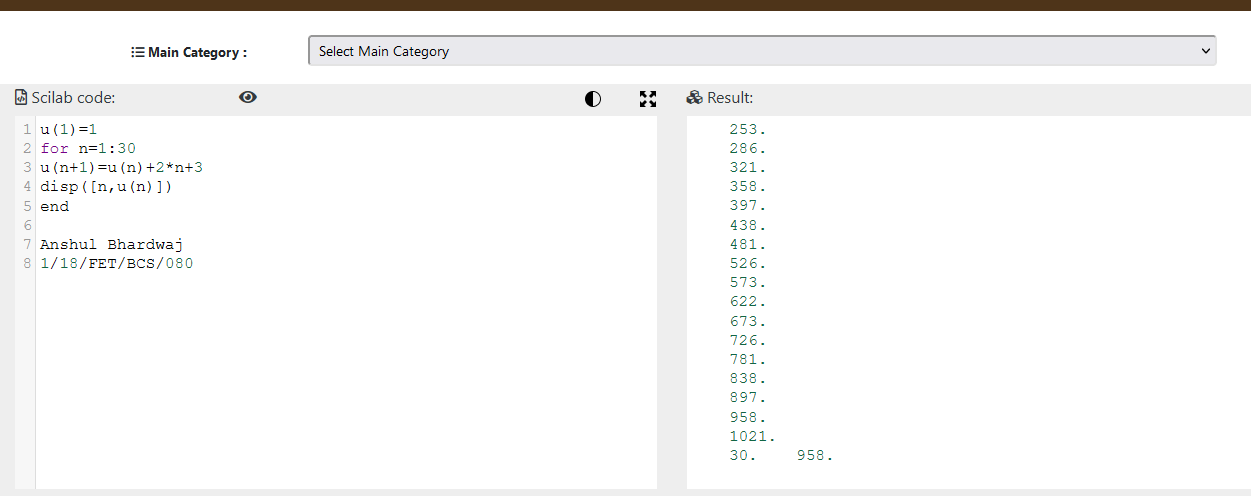 Main Category :
Select Main Category
Scilab code:
Result:
1 u(1)=1
2 for n=1:30
3 u(n+1)=u(n)+2*n+3
4 disp([n,u(n)])
5 end
6
7 Anshul Bhardwaj
8 1/18/FET/BCS/080
253.
286.
321.
358.
397.
438.
481.
526.
573.
622.
673.
726.
781.
838.
897.
958.
1021.
30. 958.